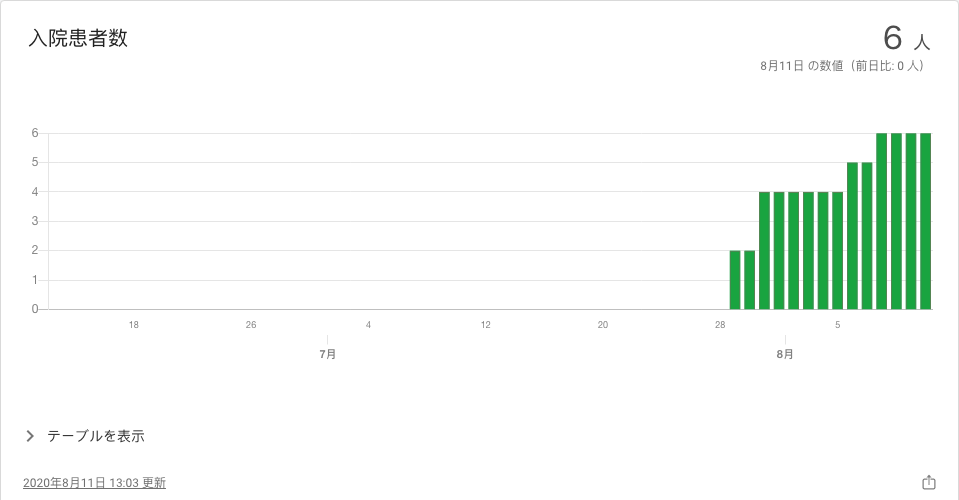 入院患者数
6 人
8月11日 の数値（前日比: 0 人）
6
5
4
3
2
1
0
18 26 4 12 20 28 5
7月 8月
テーブルを表示
2020年8月11日 13:03 更新